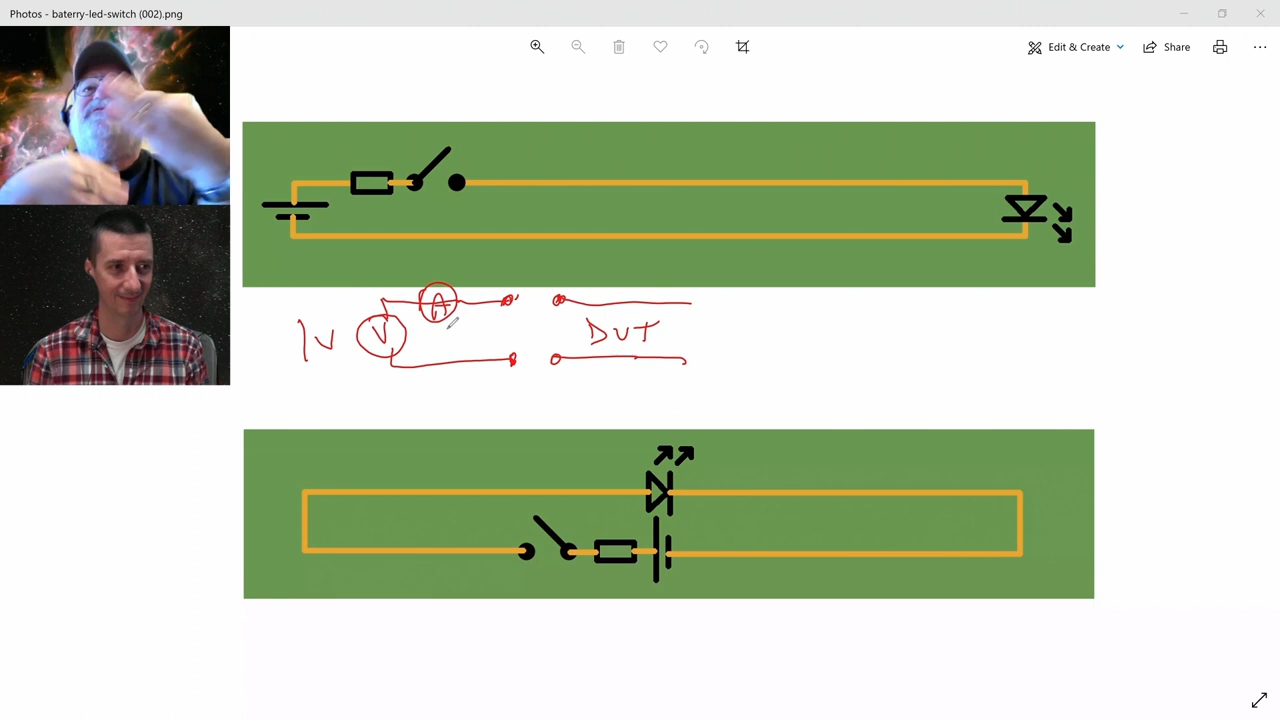 Photos - baterry-led-switch (002).png
Edit & Create
Share
A
1V
V
DUT